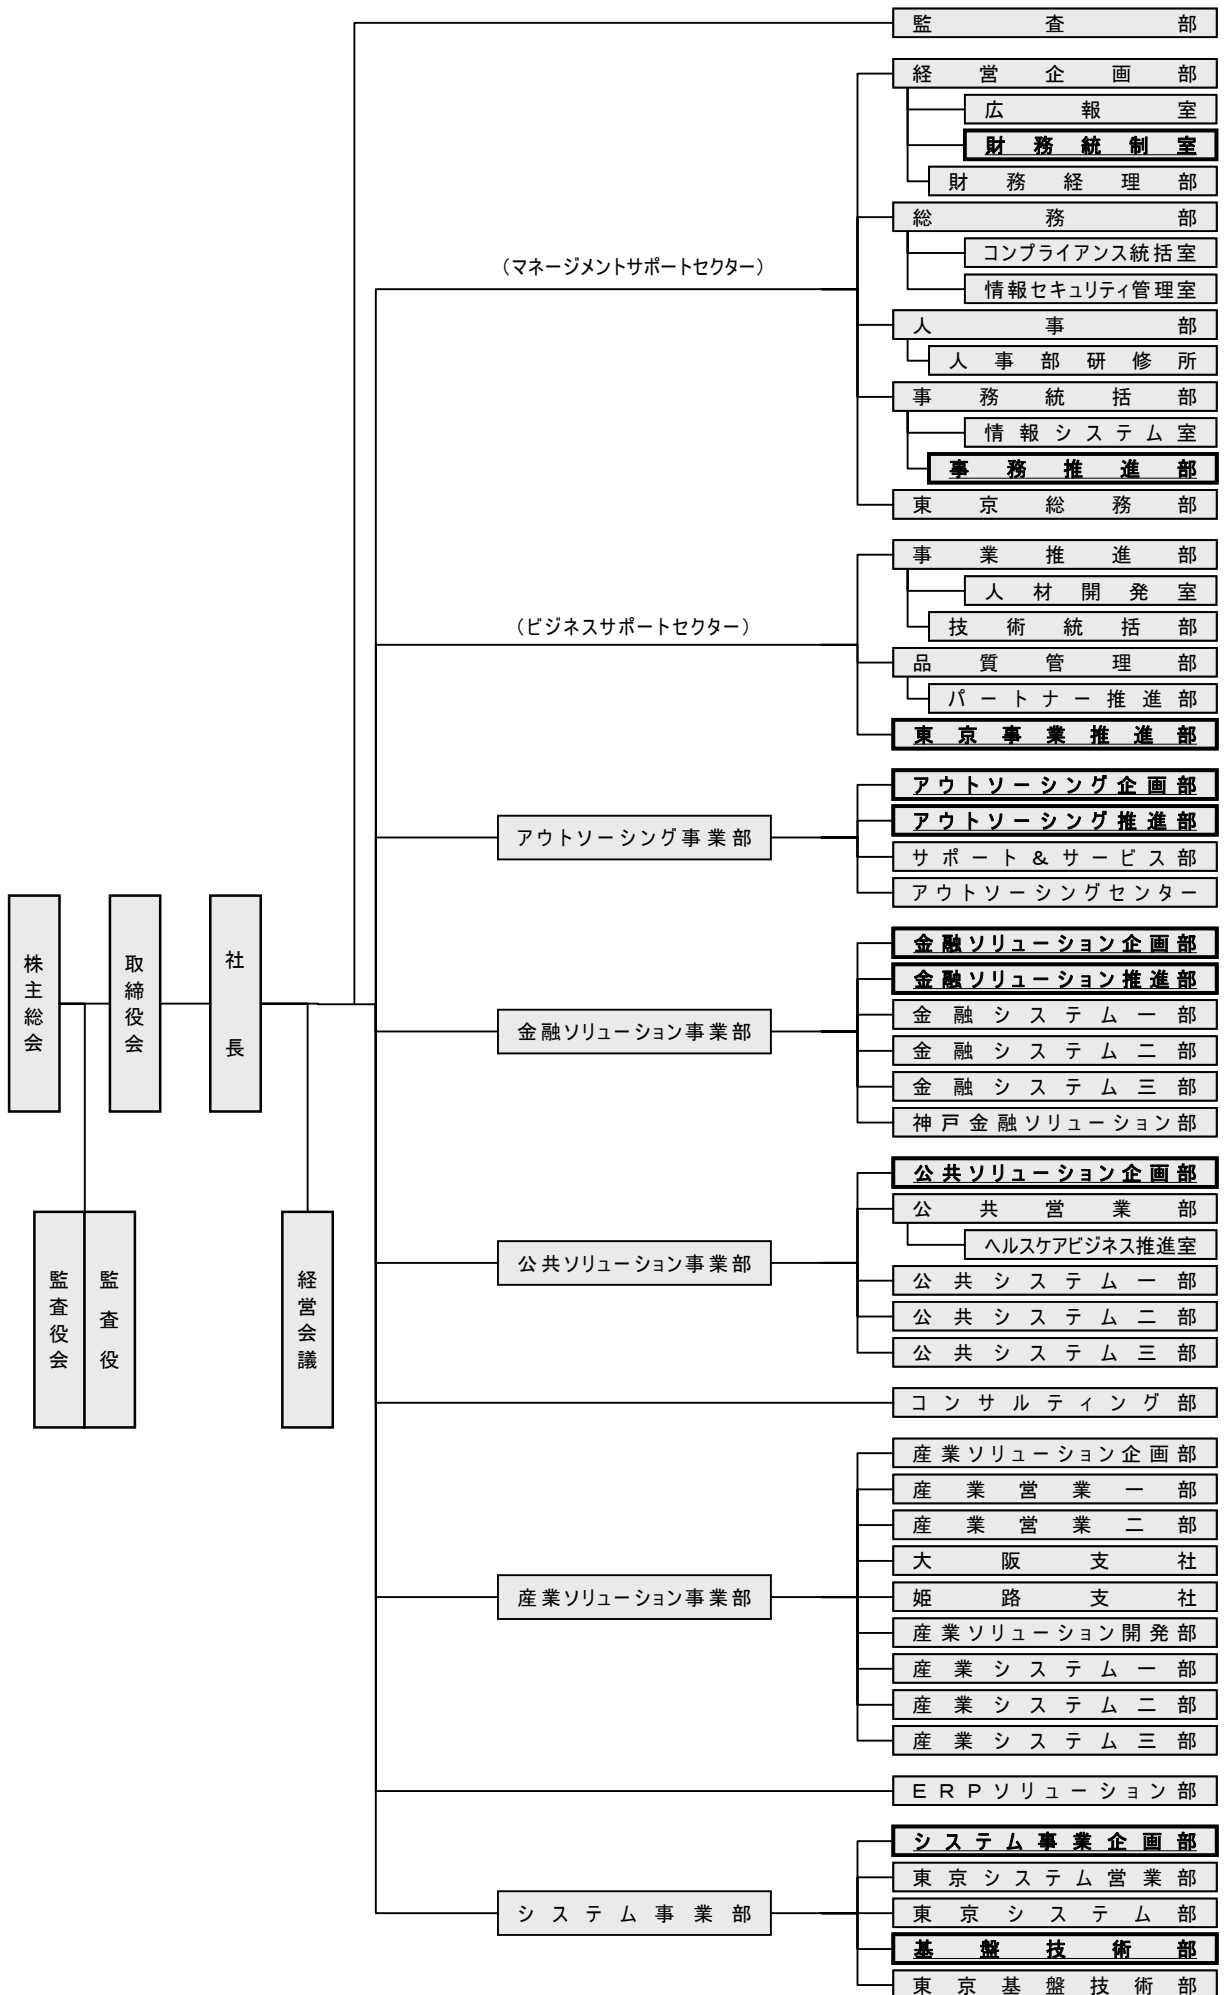 監査部
経営企画部
広報室
財務統制室
財務経理部
総務部
(マネージメントサポートセクター)
コンプライアンス統括室
情報セキュリティ管理室
人事部
人事部研修所
事務統括部
情報システム室
事務推進部
東京総務部
事業推進部
人材開発室
(ビジネスサポートセクター)
技術統括部
品質管理部
パートナー推進部
東京事業推進部
アウトソーシング事業部
アウトソーシング企画部
アウトソーシング推進部
サポート&サービス部
アウトソーシングセンター
株主総会
取締役会
社長
監査役会
監査役
経営会議
金融ソリューション事業部
金融ソリューション企画部
金融ソリューション推進部
金融システム一部
金融システム二部
金融システム三部
神戸金融ソリューション部
公共ソリューション事業部
公共ソリューション企画部
公共営業部
ヘルスケアビジネス推進室
公共システム一部
公共システム二部
公共システム三部
コンサルティング部
産業ソリューション事業部
産業ソリューション企画部
産業営業一部
産業営業二部
大阪支社
姫路支社
産業ソリューション開発部
産業システム一部
産業システム二部
産業システム三部
ERPソリューション部
システム事業部
システム事業企画部
東京システム営業部
東京システム部
基盤技術部
東京基盤技術部